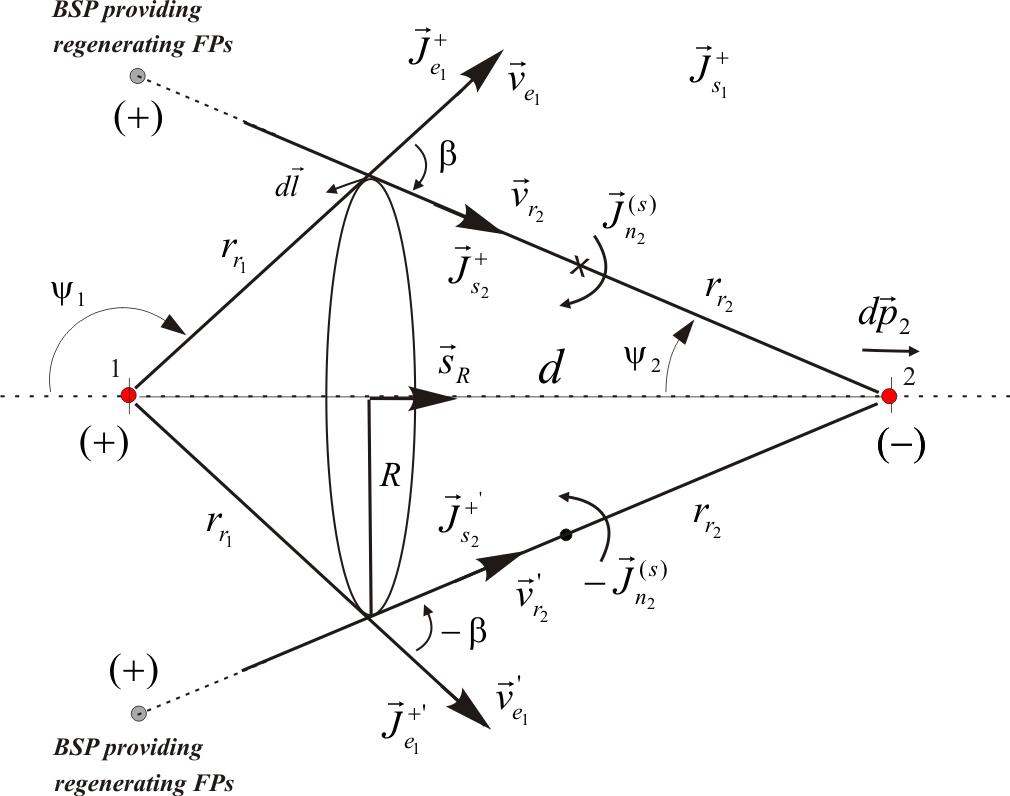 BSP providing
regenerating FPs
(+)
J⃗ₑ₁⁺
v⃗ₑ₁
J⃗ₛ₁⁺
β
dl⃗
v⃗ᵣ₂
J⃗ₙ₂⁽ˢ⁾
rᵣ₁
J⃗ₛ₂⁺
rᵣ₂
ψ₁
dp⃗₂
1
s⃗_R
d
ψ₂
2
(+)
(−)
R
rᵣ₁
J⃗ₛ₂⁺'
rᵣ₂
v⃗ᵣ₂'
−J⃗ₙ₂⁽ˢ⁾
−β
(+)
J⃗ₑ₁⁺'
v⃗ₑ₁'
BSP providing
regenerating FPs